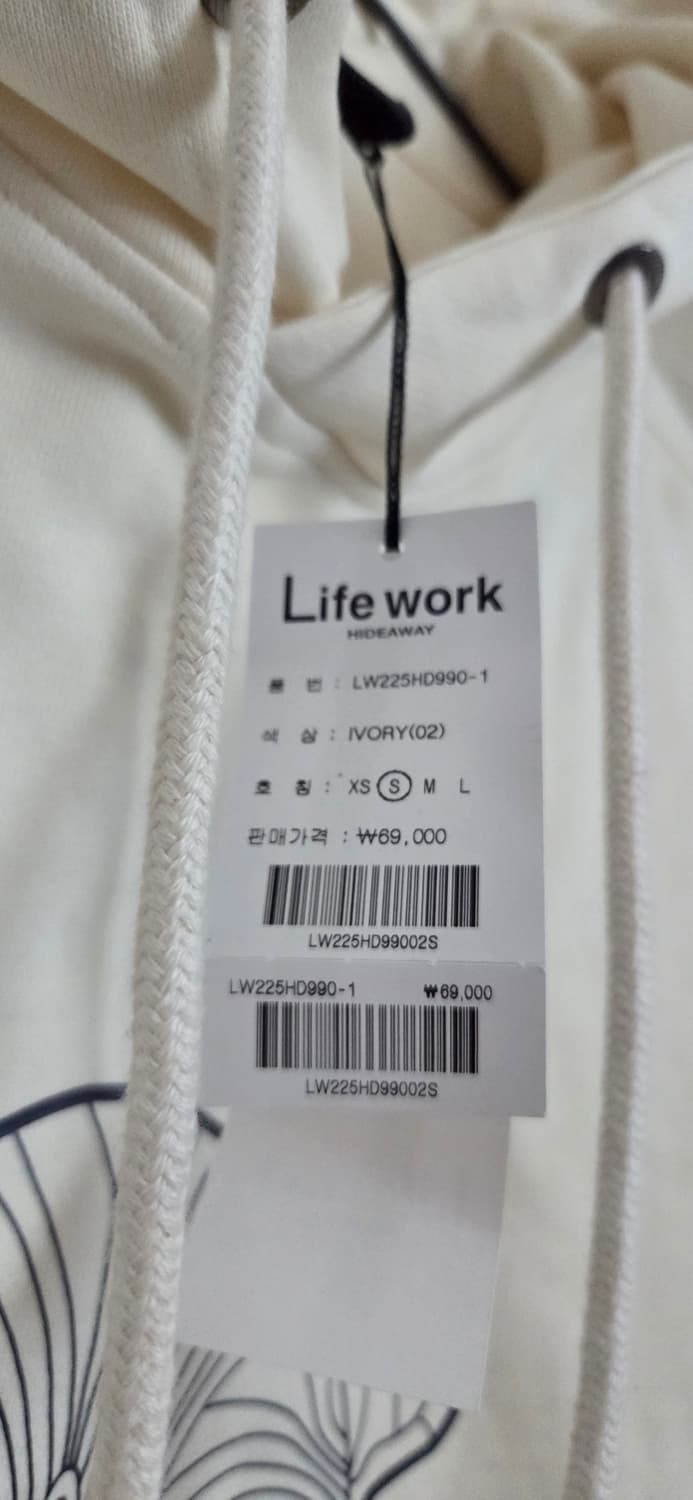 Life work
HIDEAWAY
품 번 : LW225HD990-1
색 상 : IVORY(02)
호 칭 : XS S M L
판매가격 : ₩69,000
LW225HD99002S
LW225HD990-1 ₩69,000
LW225HD99002S